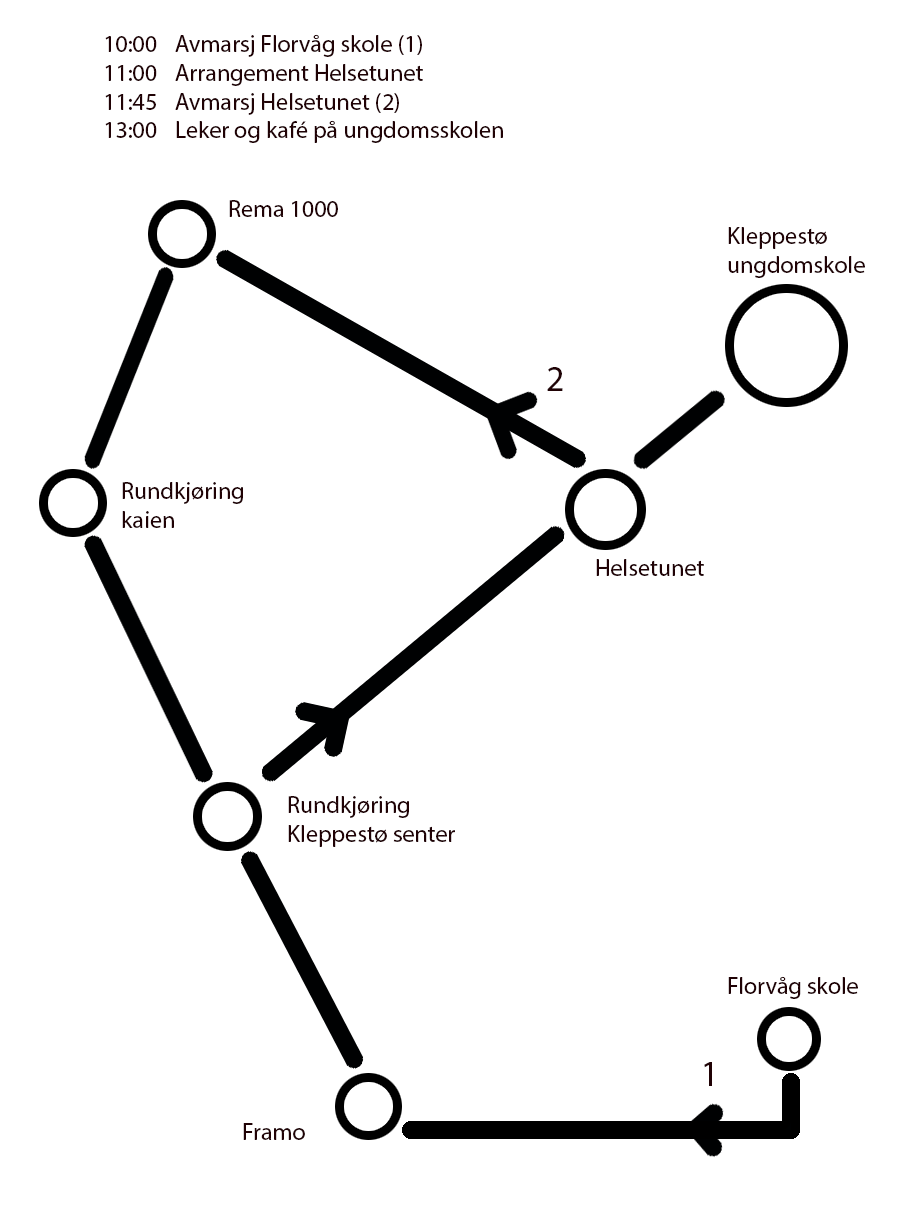 10:00 Avmarsj Florvåg skole (1)
11:00 Arrangement Helsetunet
11:45 Avmarsj Helsetunet (2)
13:00 Leker og kafé på ungdomsskolen
Rema 1000
Kleppestø
ungdomskole
2
Rundkjøring
kaien
Helsetunet
Rundkjøring
Kleppestø senter
Florvåg skole
1
Framo